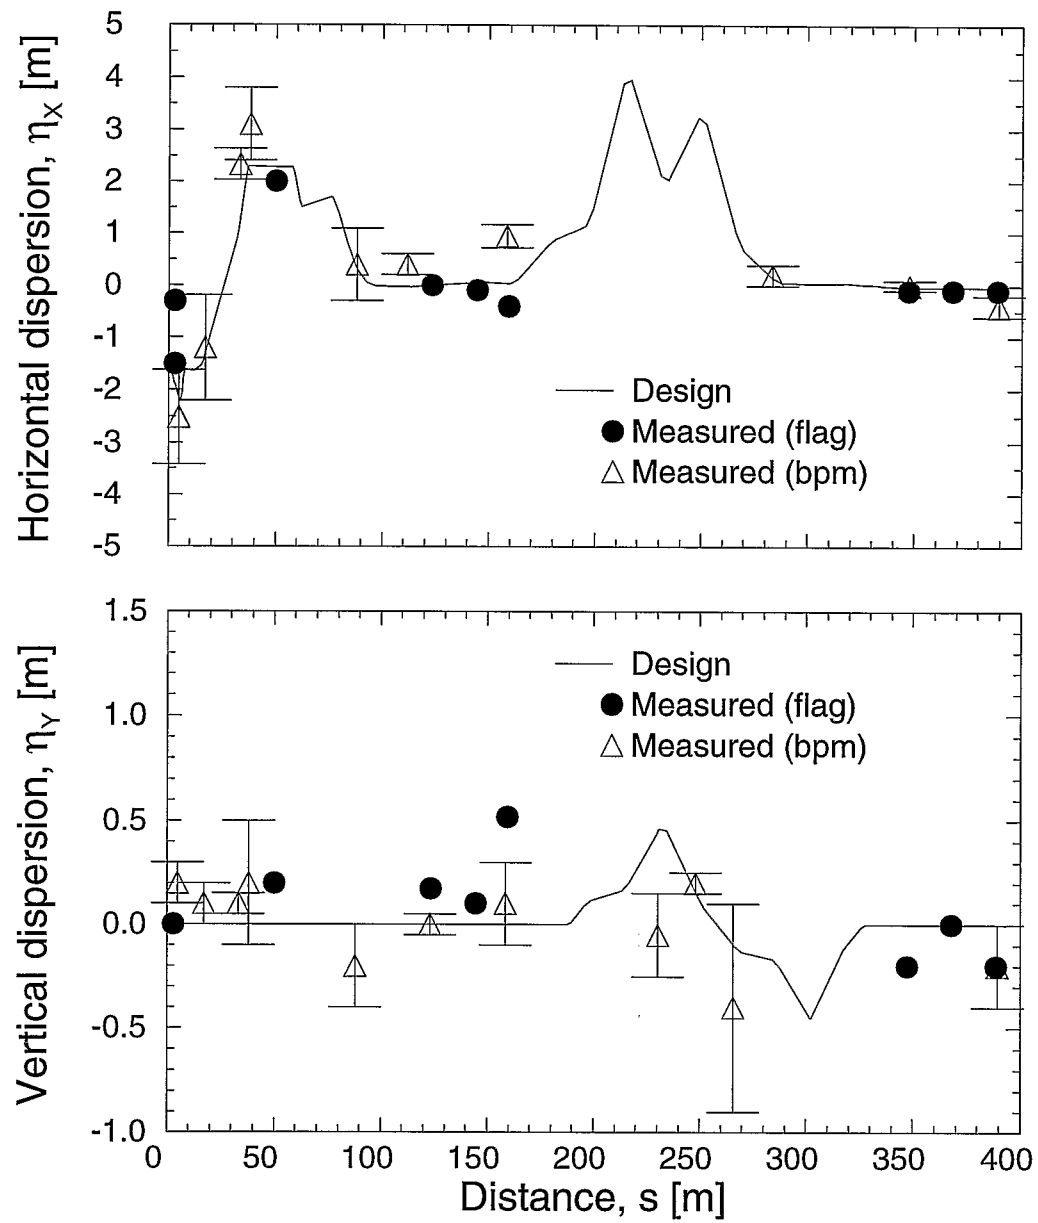 5
4
3
2
1
0
-1
-2
-3
-4
-5
Horizontal dispersion, ηX [m]
Design
Measured (flag)
Measured (bpm)
1.5
1.0
0.5
0.0
-0.5
-1.0
Vertical dispersion, ηY [m]
Design
Measured (flag)
Measured (bpm)
0 50 100 150 200 250 300 350 400
Distance, s [m]